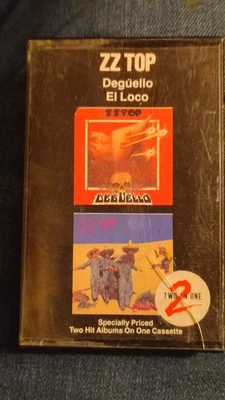 ZZ TOP
Degüello
El Loco
ZZ TOP
DEGÜELLO
ZZ TOP
2
TWO IN ONE
Specially Priced
Two Hit Albums On One Cassette